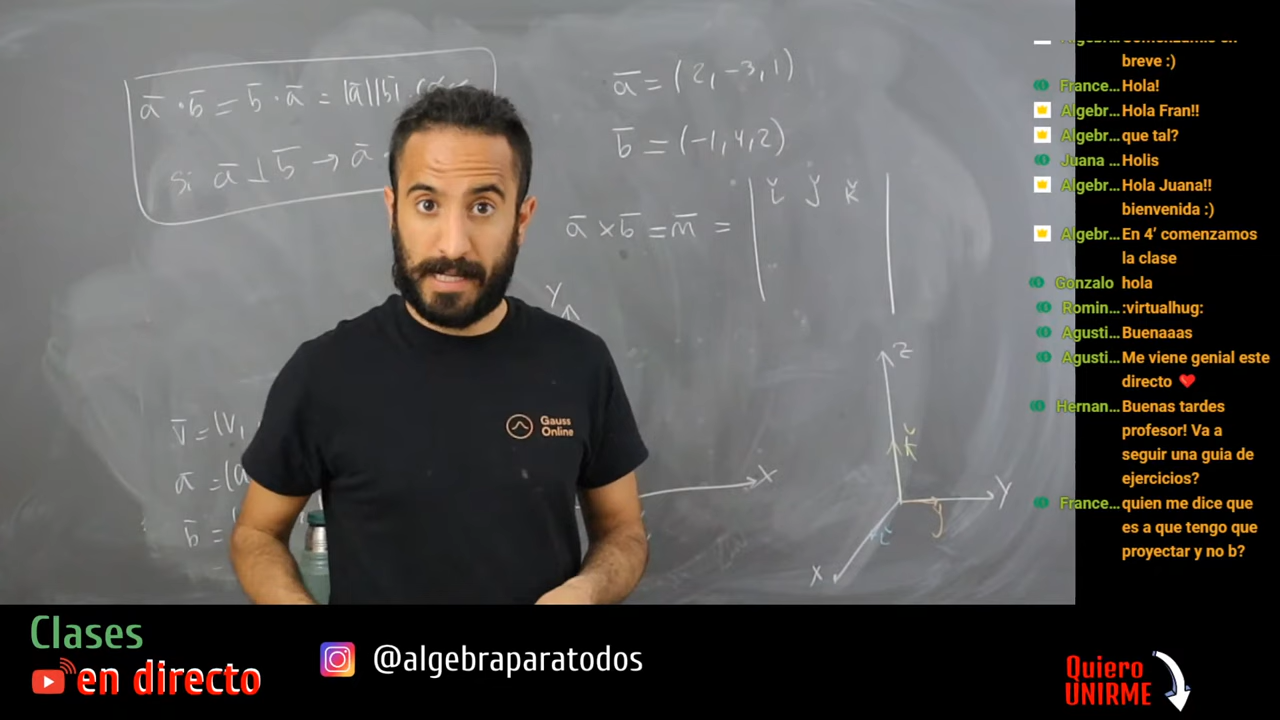 a̅ · b̅ = b̅ · a̅ = |a̅||b̅| ·
Si a̅ ⊥ b̅ → a̅ ·
a̅ = (2, -3, 1)
b̅ = (-1, 4, 2)
ǐ ǰ ǩ
a̅ x b̅ = m̅ =
Y
X
v̅ = (V,
a̅ = (a
b̅ =
Z
ǩ
Y
j
i
X
Gauss
Online
breve :)
France... Hola!
Algebr... Hola Fran!!
Algebr... que tal?
Juana ... Holis
Algebr... Hola Juana!!
bienvenida :)
Algebr... En 4’ comenzamos
la clase
Gonzalo hola
Romin... :virtualhug:
Agusti... Buenaaas
Agusti... Me viene genial este
directo ❤️
Hernan... Buenas tardes
profesor! Va a
seguir una guia de
ejercicios?
France... quien me dice que
es a que tengo que
proyectar y no b?
Clases
en directo
@algebraparatodos
Quiero
UNIRME